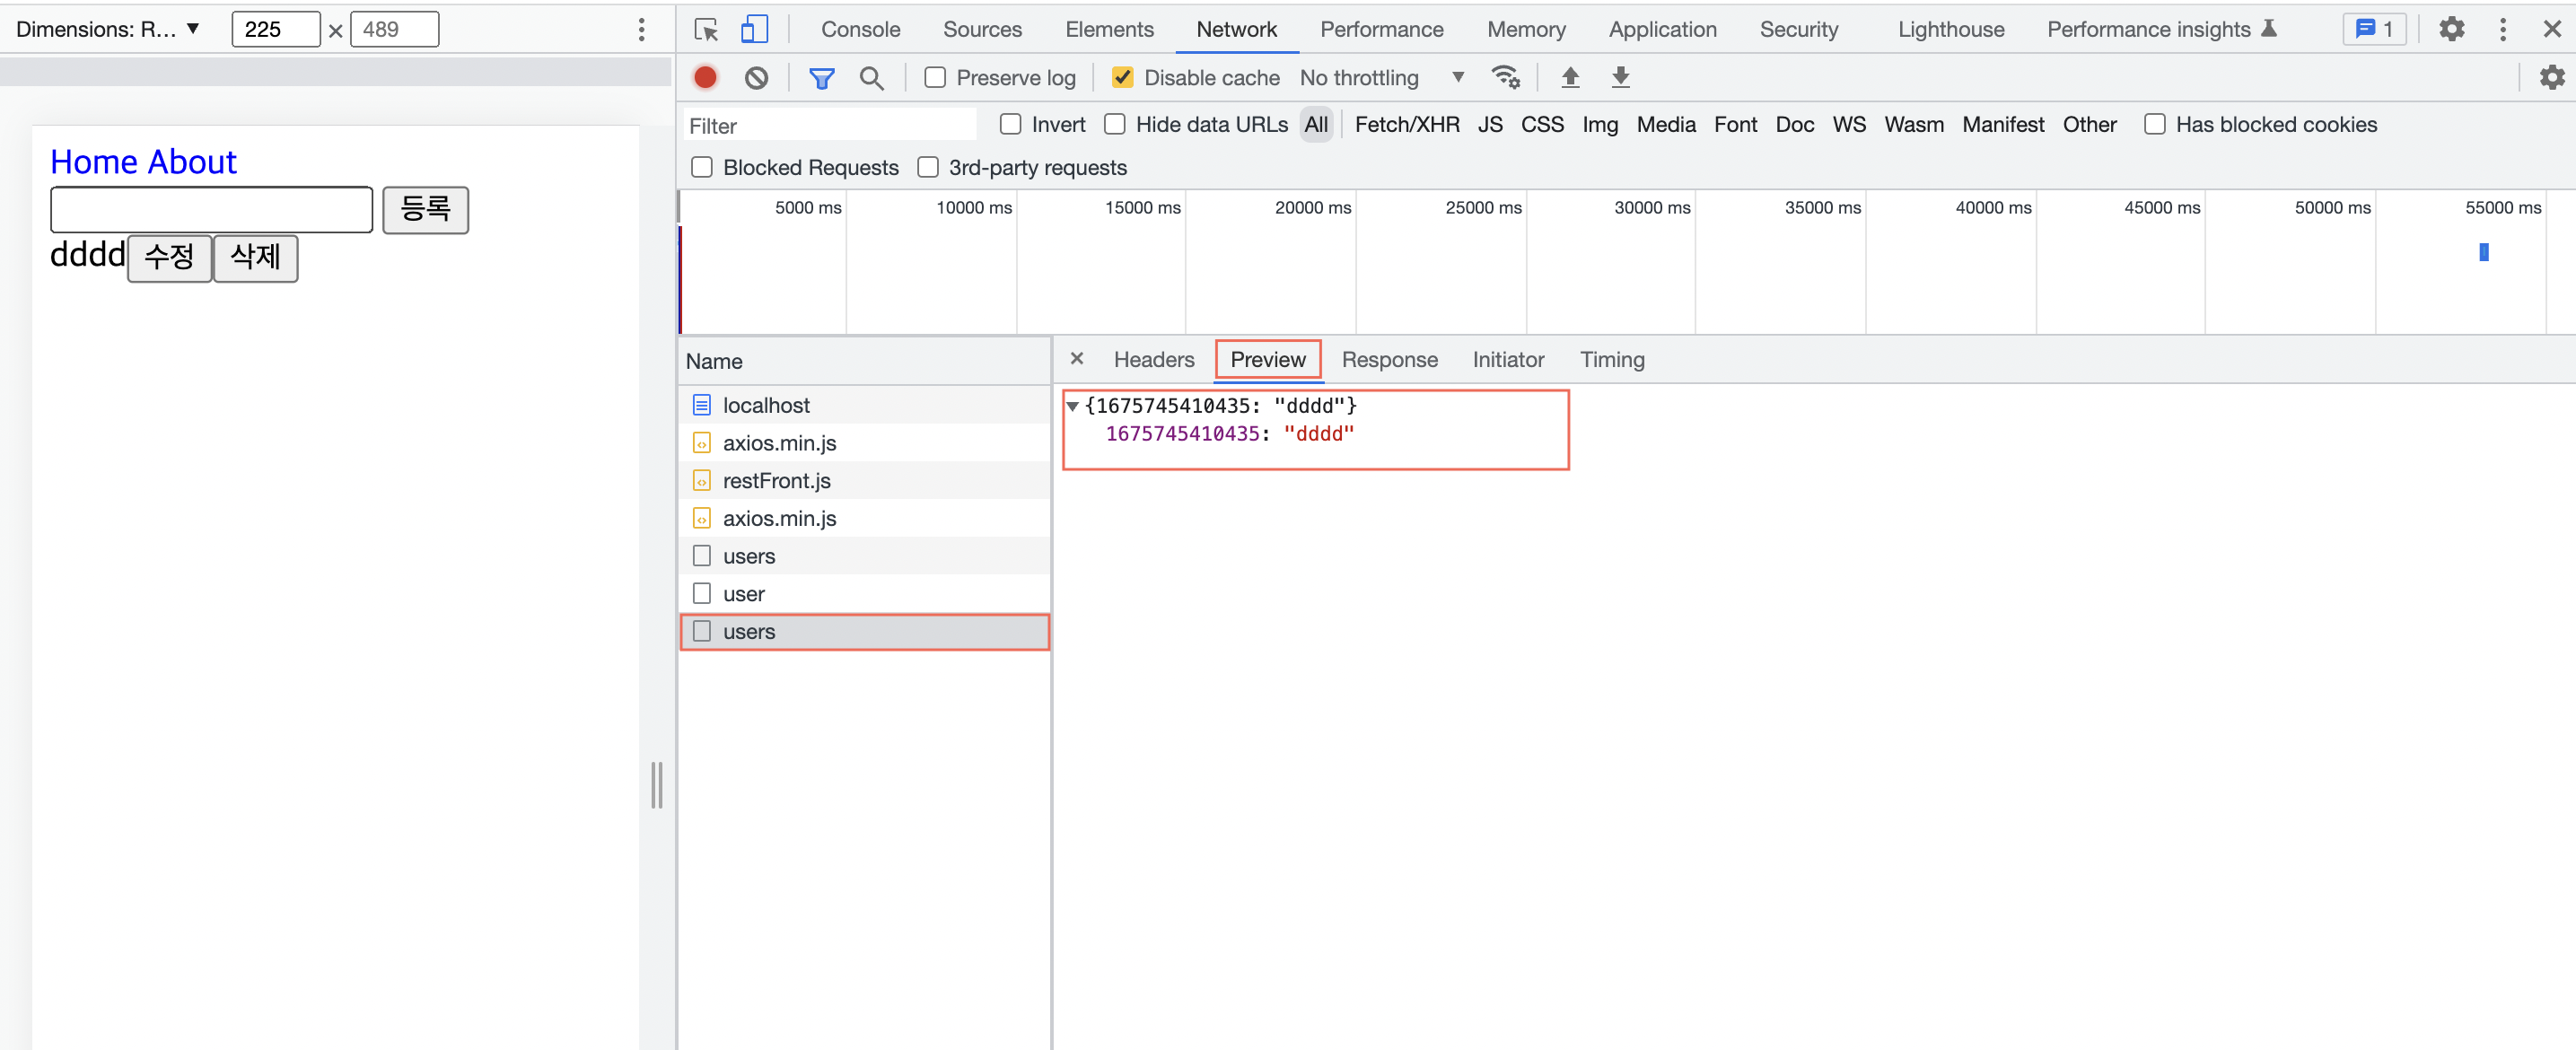 Dimensions: R... ▼ 225 × 489
Console Sources Elements Network Performance Memory Application Security Lighthouse Performance insights 1
Preserve log Disable cache No throttling ▼
Filter Invert Hide data URLs All Fetch/XHR JS CSS Img Media Font Doc WS Wasm Manifest Other Has blocked cookies
Blocked Requests 3rd-party requests
5000 ms 10000 ms 15000 ms 20000 ms 25000 ms 30000 ms 35000 ms 40000 ms 45000 ms 50000 ms 55000 ms
Home About
등록
dddd 수정 삭제
Name
localhost
axios.min.js
restFront.js
axios.min.js
users
user
users
× Headers Preview Response Initiator Timing
▼{1675745410435: "dddd"}
1675745410435: "dddd"